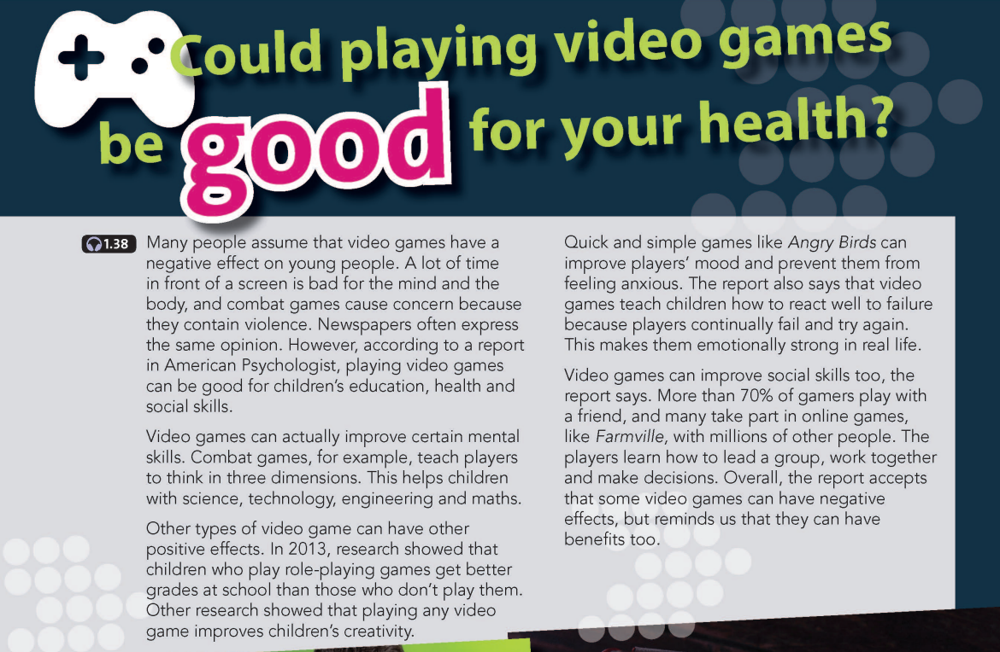 Could playing video games
be good for your health?
1.38
Many people assume that video games have a
negative effect on young people. A lot of time
in front of a screen is bad for the mind and the
body, and combat games cause concern because
they contain violence. Newspapers often express
the same opinion. However, according to a report
in American Psychologist, playing video games
can be good for children's education, health and
social skills.
Video games can actually improve certain mental
skills. Combat games, for example, teach players
to think in three dimensions. This helps children
with science, technology, engineering and maths.
Other types of video game can have other
positive effects. In 2013, research showed that
children who play role-playing games get better
grades at school than those who don't play them.
Other research showed that playing any video
game improves children's creativity.
Quick and simple games like Angry Birds can
improve players' mood and prevent them from
feeling anxious. The report also says that video
games teach children how to react well to failure
because players continually fail and try again.
This makes them emotionally strong in real life.
Video games can improve social skills too, the
report says. More than 70% of gamers play with
a friend, and many take part in online games,
like Farmville, with millions of other people. The
players learn how to lead a group, work together
and make decisions. Overall, the report accepts
that some video games can have negative
effects, but reminds us that they can have
benefits too.